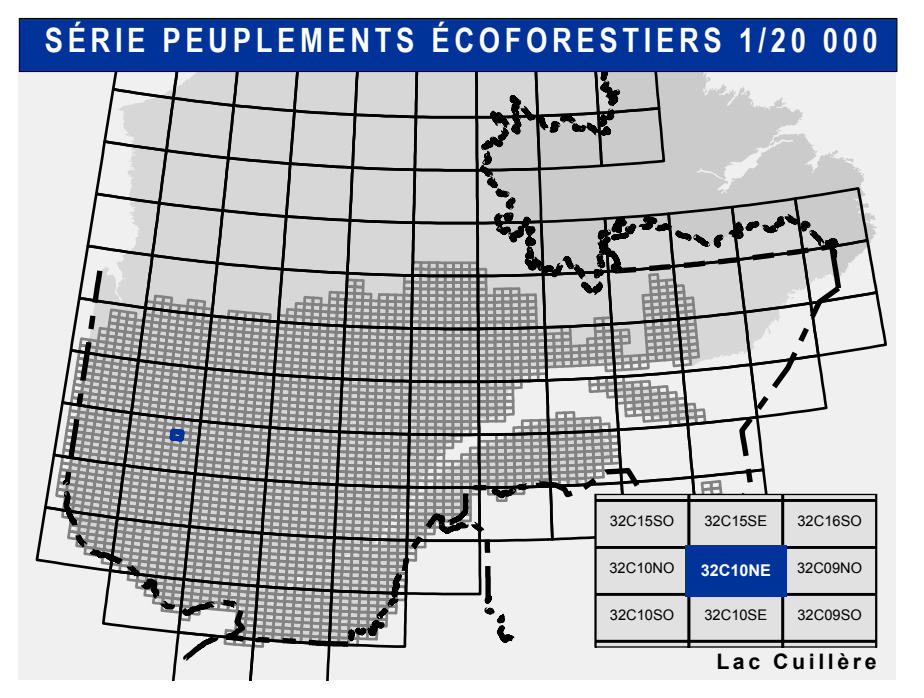 SÉRIE PEUPLEMENTS ÉCOFORESTIERS 1/20 000
32C15SO 32C15SE 32C16SO
32C10NO 32C10NE 32C09NO
32C10SO 32C10SE 32C09SO
Lac Cuillère